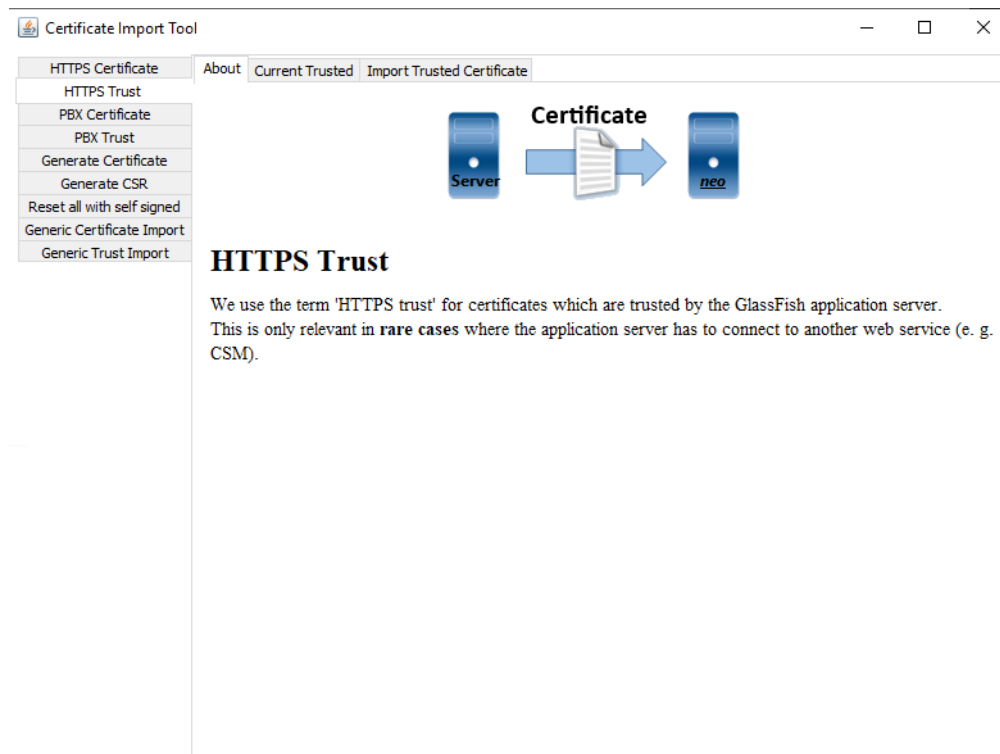 Certificate Import Tool
HTTPS Certificate
HTTPS Trust
PBX Certificate
PBX Trust
Generate Certificate
Generate CSR
Reset all with self signed
Generic Certificate Import
Generic Trust Import
About
Current Trusted
Import Trusted Certificate
Certificate
Server
neo
HTTPS Trust
We use the term 'HTTPS trust' for certificates which are trusted by the GlassFish application server.
This is only relevant in rare cases where the application server has to connect to another web service (e. g.
CSM).